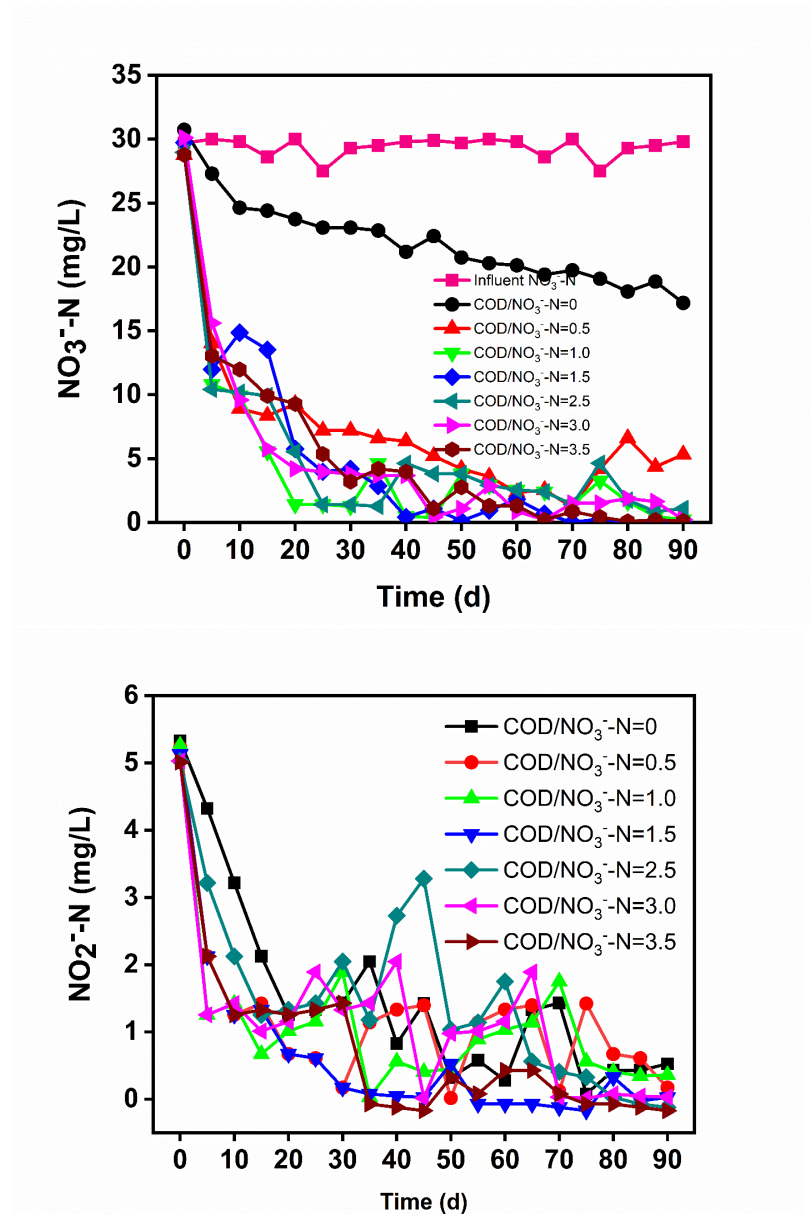 35
30
25
20
15
10
5
0
NO₃⁻-N (mg/L)
Influent NO₃⁻-N
COD/NO₃⁻-N=0
COD/NO₃⁻-N=0.5
COD/NO₃⁻-N=1.0
COD/NO₃⁻-N=1.5
COD/NO₃⁻-N=2.5
COD/NO₃⁻-N=3.0
COD/NO₃⁻-N=3.5
0 10 20 30 40 50 60 70 80 90
Time (d)
6
5
4
3
2
1
0
NO₂⁻-N (mg/L)
COD/NO₃⁻-N=0
COD/NO₃⁻-N=0.5
COD/NO₃⁻-N=1.0
COD/NO₃⁻-N=1.5
COD/NO₃⁻-N=2.5
COD/NO₃⁻-N=3.0
COD/NO₃⁻-N=3.5
0 10 20 30 40 50 60 70 80 90
Time (d)